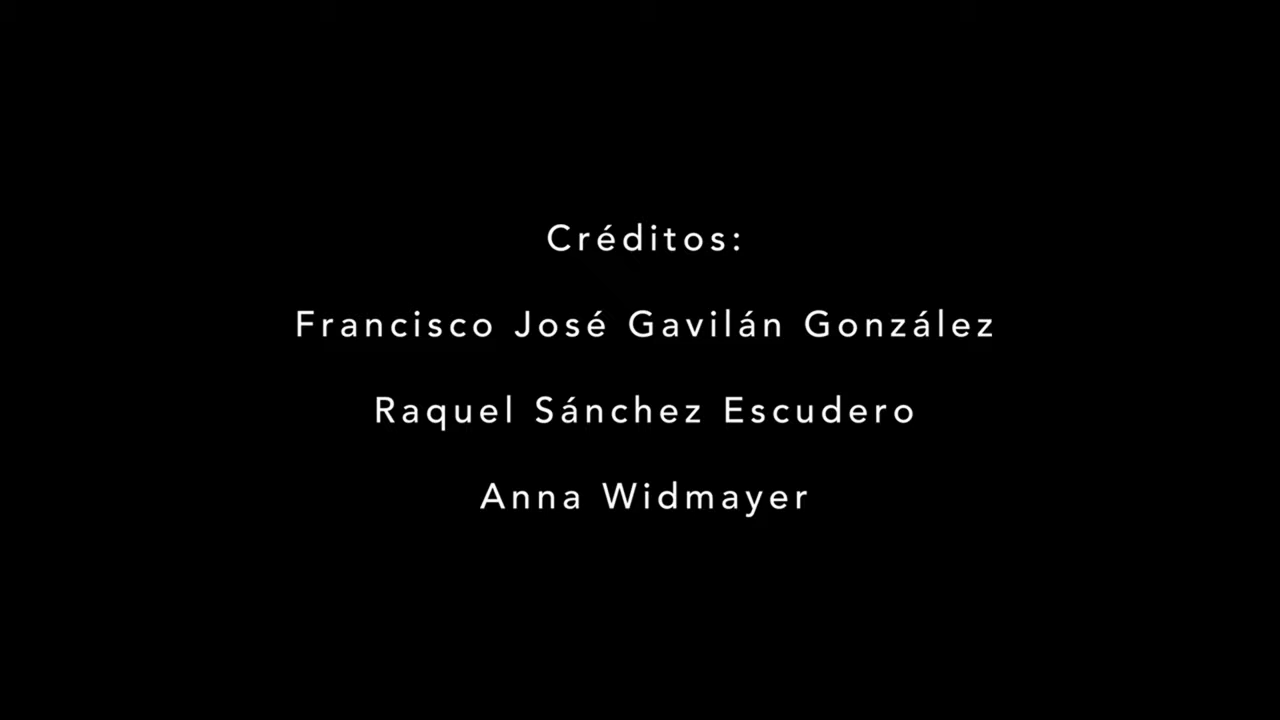 Créditos:
Francisco José Gavilán González
Raquel Sánchez Escudero
Anna Widmayer